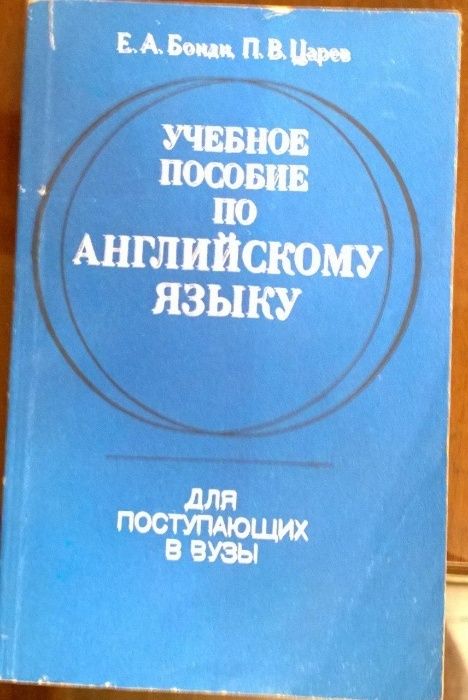 Е. А. Бонди, П. В. Царев
УЧЕБНОЕ
ПОСОБИЕ
ПО
АНГЛИЙСКОМУ
ЯЗЫКУ
ДЛЯ
ПОСТУПАЮЩИХ
В ВУЗЫ